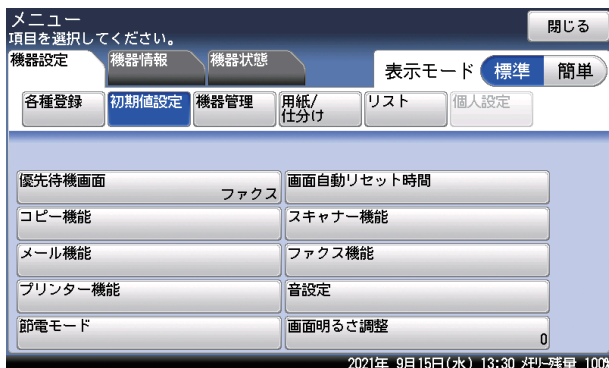 メニュー
閉じる
項目を選択してください。
機器設定 機器情報 機器状態
表示モード 標準 簡単
各種登録 初期値設定 機器管理 用紙/
仕分け リスト 個人設定
優先待機画面 ファクス 画面自動リセット時間
コピー機能 スキャナー機能
メール機能 ファクス機能
プリンター機能 音設定
節電モード 画面明るさ調整 0
2021年 9月15日(水) 13:30 メモリー残量 100%